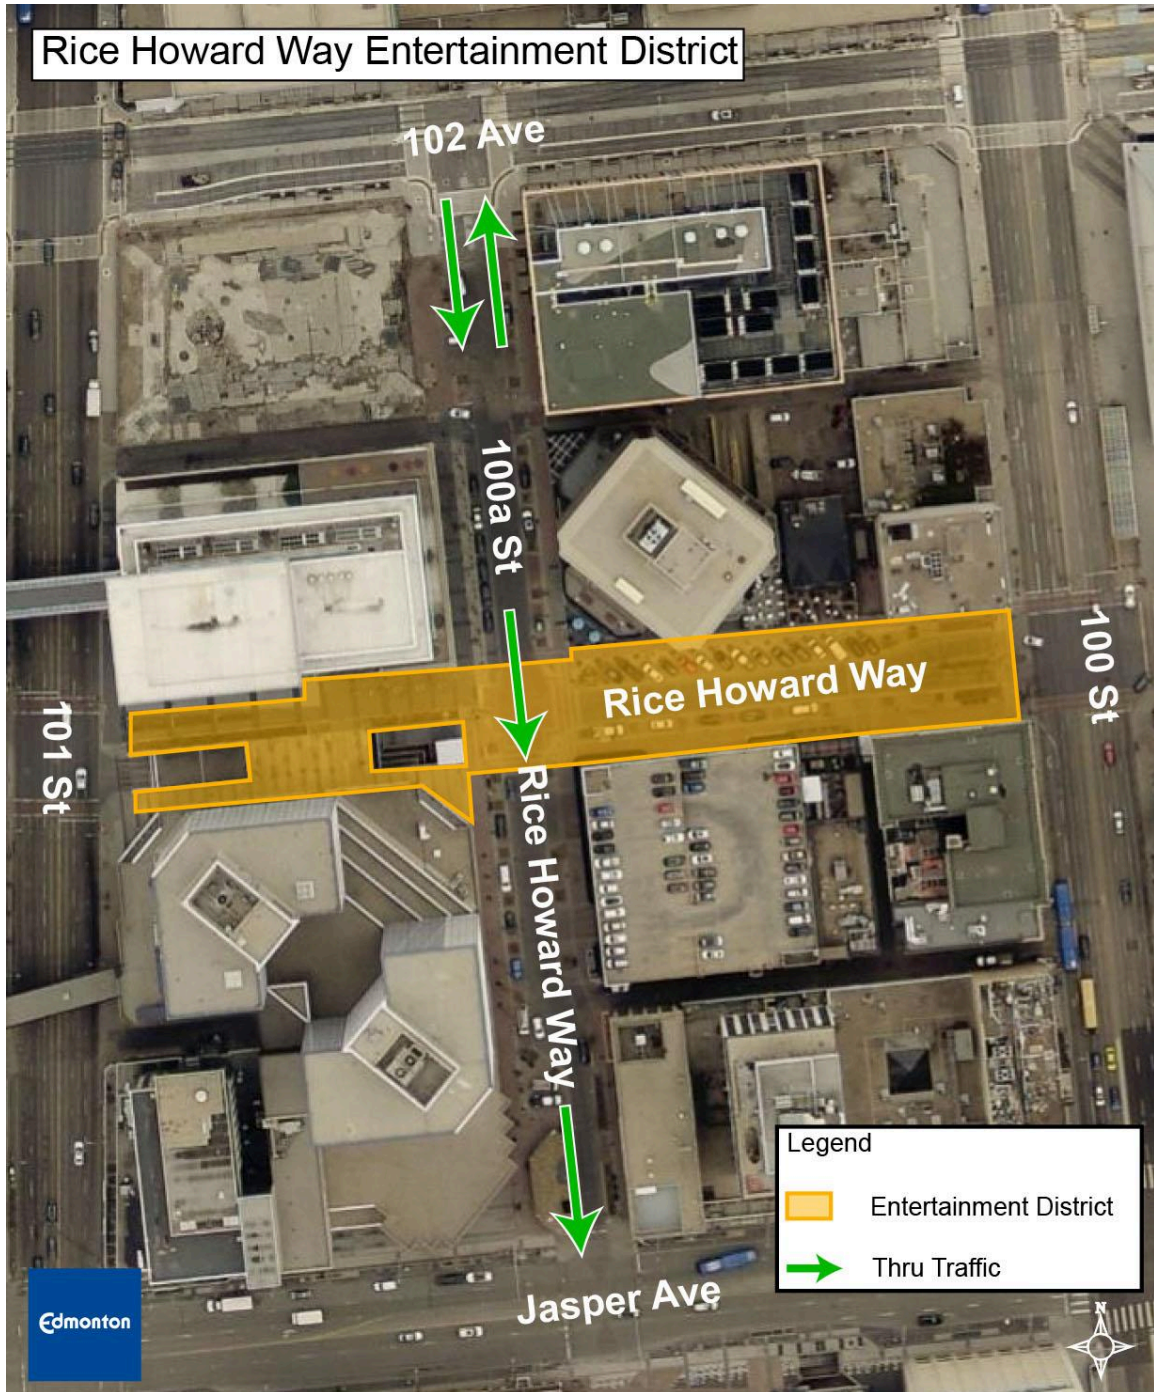 Rice Howard Way Entertainment District
102 Ave
100a St
Rice Howard Way
100 St
101 St
Rice Howard Way
Jasper Ave
Legend
Entertainment District
Thru Traffic
Edmonton
N